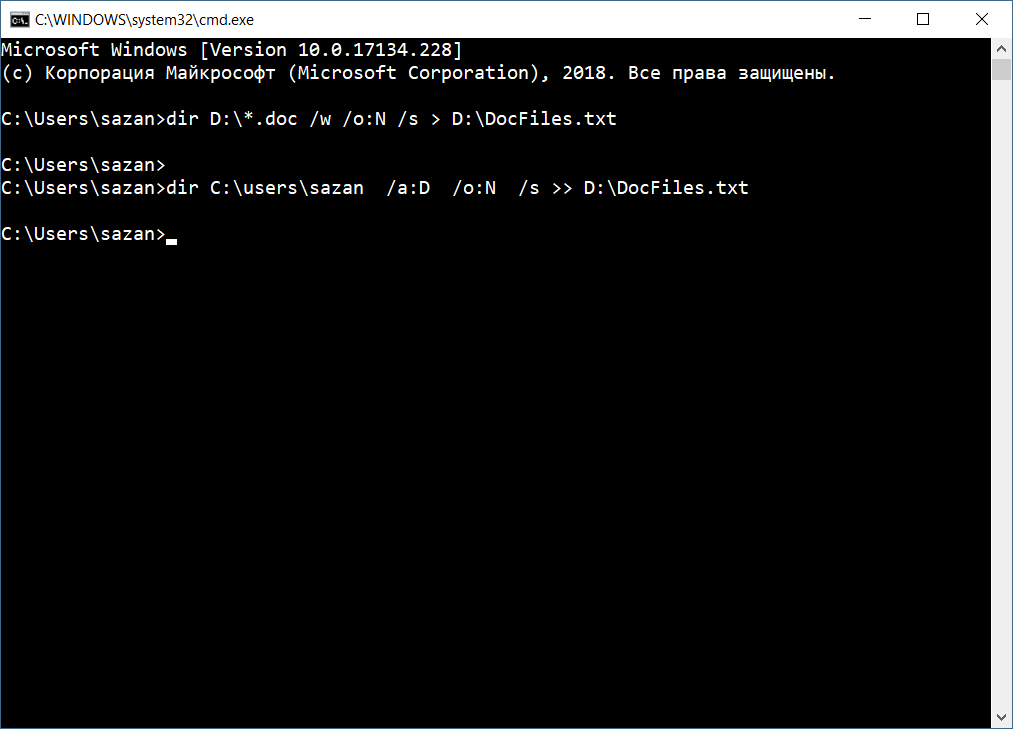 C:\WINDOWS\system32\cmd.exe
Microsoft Windows [Version 10.0.17134.228]
(c) Корпорация Майкрософт (Microsoft Corporation), 2018. Все права защищены.
C:\Users\sazan>dir D:\*.doc /w /o:N /s > D:\DocFiles.txt
C:\Users\sazan>
C:\Users\sazan>dir C:\users\sazan  /a:D  /o:N  /s >> D:\DocFiles.txt
C:\Users\sazan>